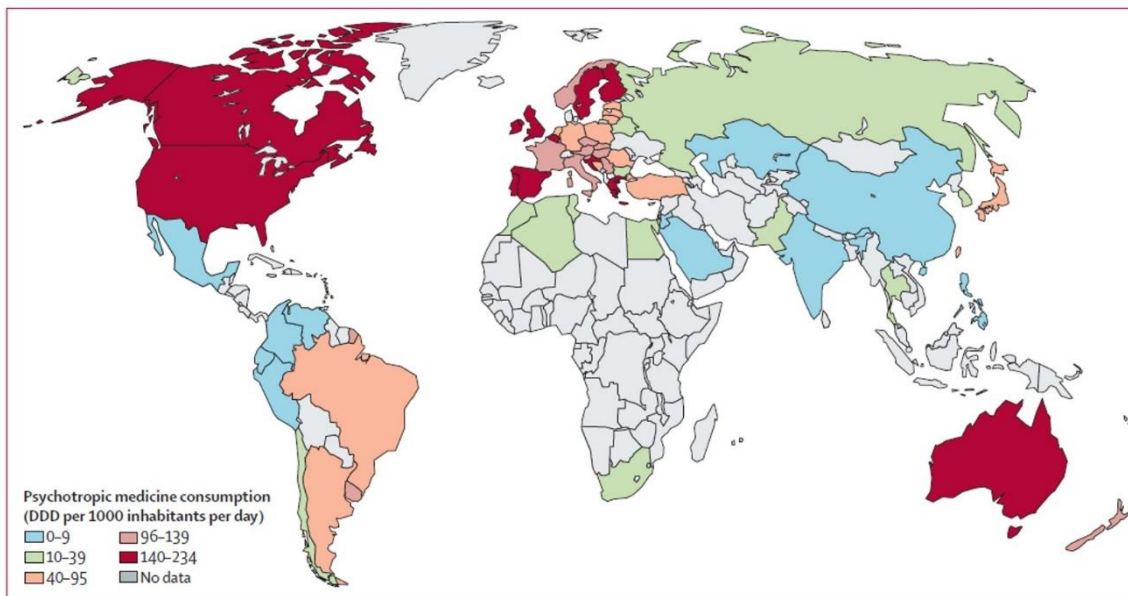 Psychotropic medicine consumption
(DDD per 1000 inhabitants per day)
0–9
10–39
40–95
96–139
140–234
No data